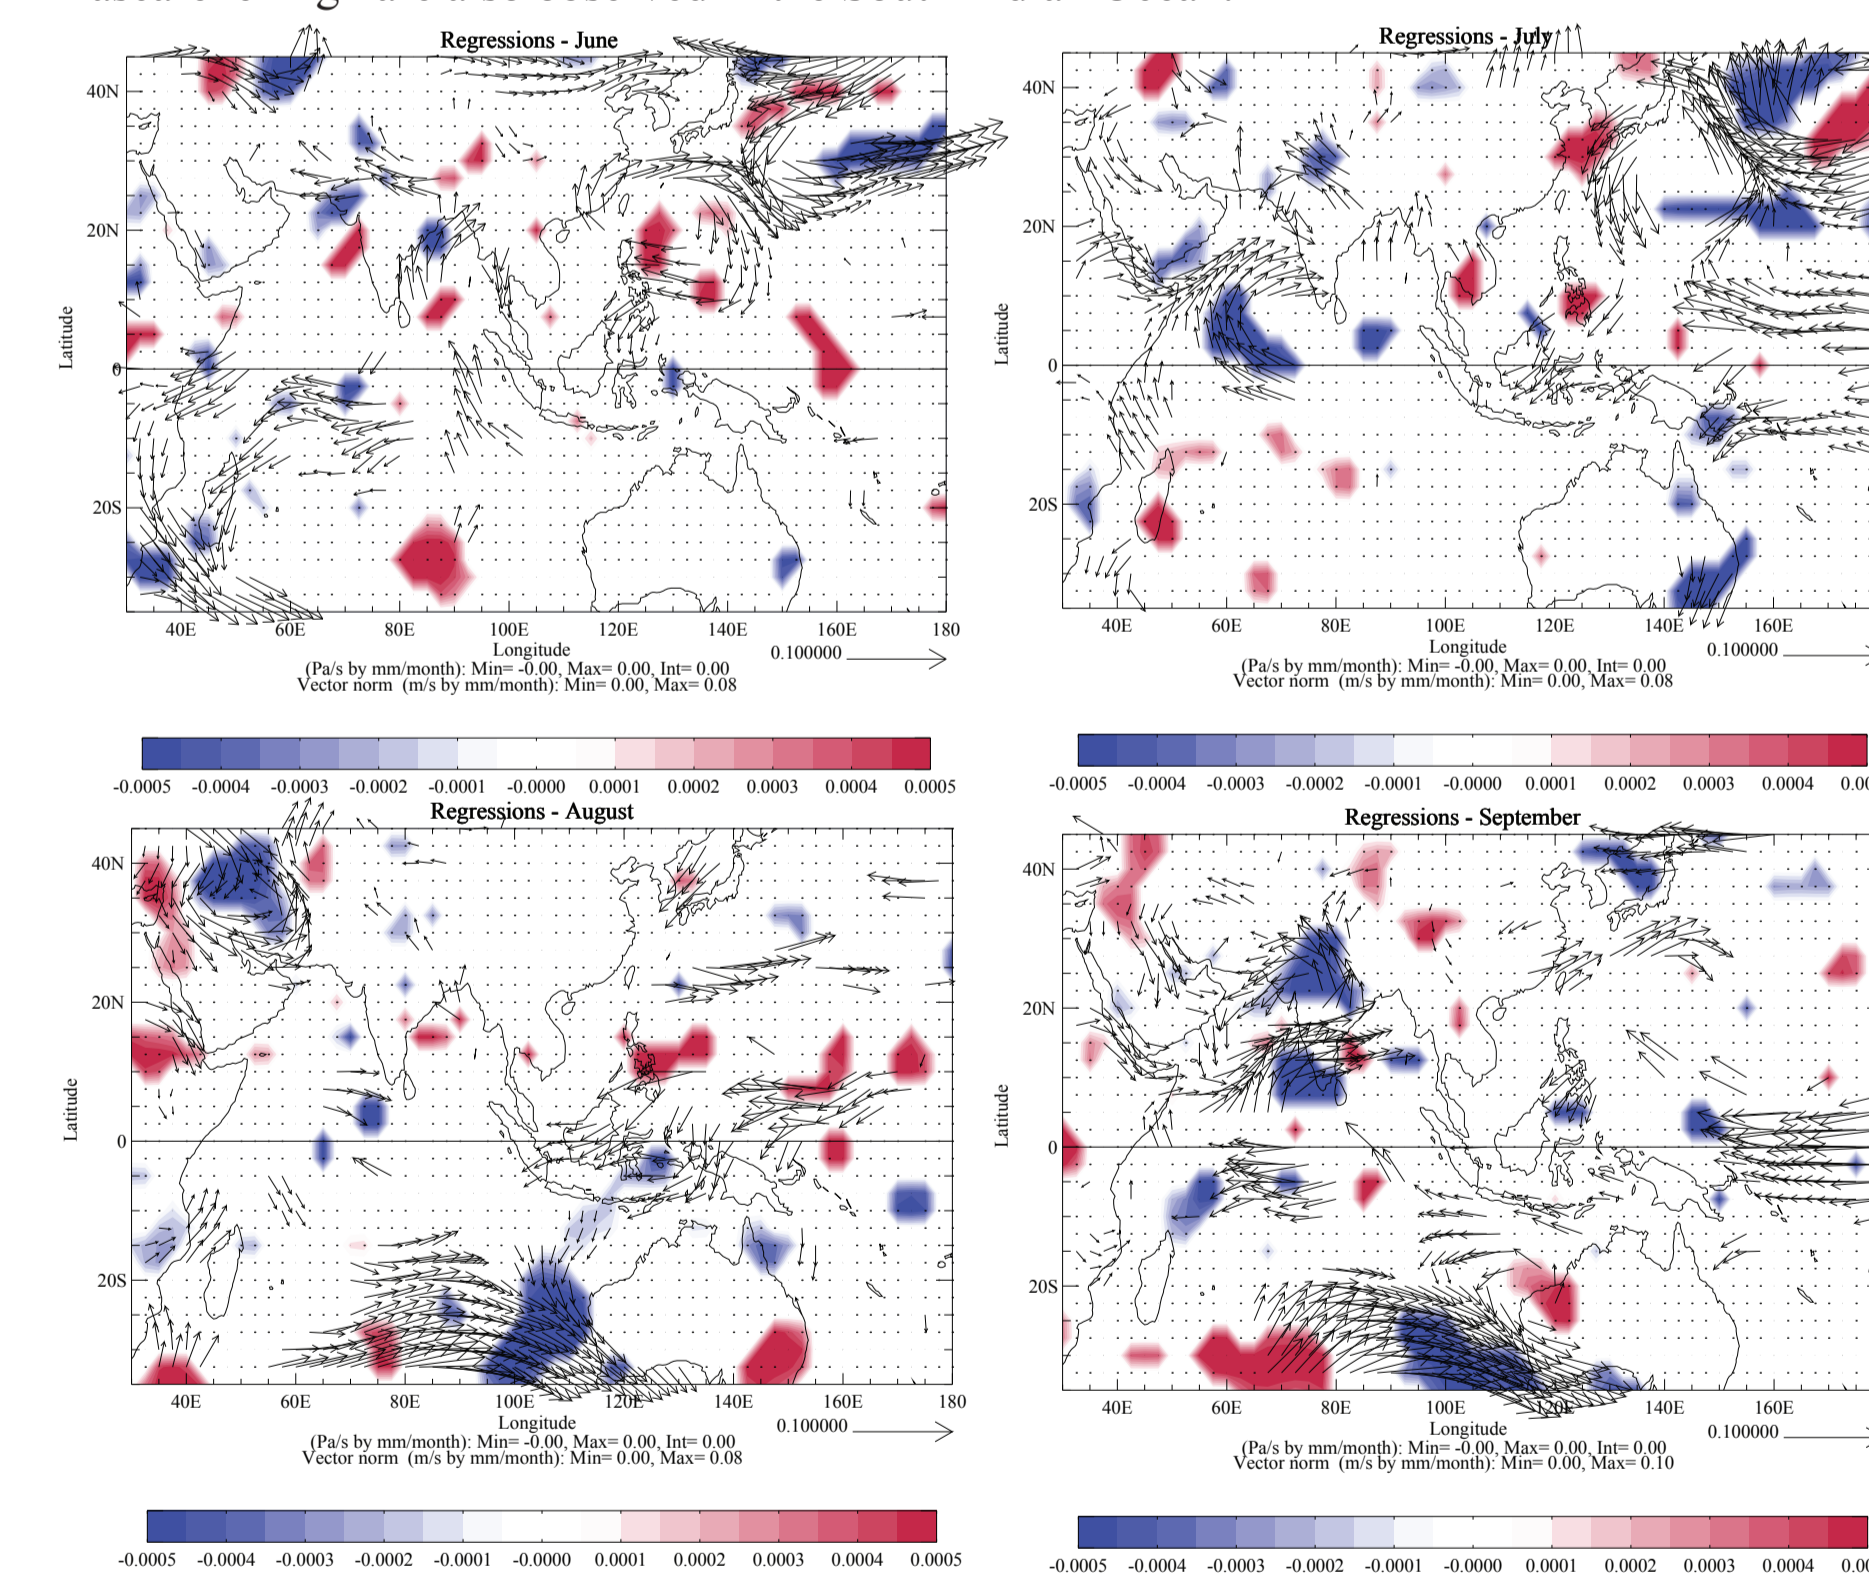 Regressions - June
40N
20N
0
20S
Latitude
40E 60E 80E 100E 120E 140E 160E 180
Longitude
0.100000
(Pa/s by mm/month): Min= -0.00, Max= 0.00, Int= 0.00
Vector norm (m/s by mm/month): Min= 0.00, Max= 0.08
-0.0005 -0.0004 -0.0003 -0.0002 -0.0001 -0.0000 0.0001 0.0002 0.0003 0.0004 0.0005
Regressions - July
40N
20N
0
20S
Latitude
40E 60E 80E 100E 120E 140E 160E
Longitude
0.100000
(Pa/s by mm/month): Min= -0.00, Max= 0.00, Int= 0.00
Vector norm (m/s by mm/month): Min= 0.00, Max= 0.08
-0.0005 -0.0004 -0.0003 -0.0002 -0.0001 -0.0000 0.0001 0.0002 0.0003 0.0004
Regressions - August
40N
20N
0
20S
Latitude
40E 60E 80E 100E 120E 140E 160E 180
Longitude
0.100000
(Pa/s by mm/month): Min= -0.00, Max= 0.00, Int= 0.00
Vector norm (m/s by mm/month): Min= 0.00, Max= 0.08
-0.0005 -0.0004 -0.0003 -0.0002 -0.0001 -0.0000 0.0001 0.0002 0.0003 0.0004 0.0005
Regressions - September
40N
20N
0
20S
Latitude
40E 60E 80E 100E 120E 140E 160E
Longitude
0.100000
(Pa/s by mm/month): Min= -0.00, Max= 0.00, Int= 0.00
Vector norm (m/s by mm/month): Min= 0.00, Max= 0.10
-0.0005 -0.0004 -0.0003 -0.0002 -0.0001 -0.0000 0.0001 0.0002 0.0003 0.0004